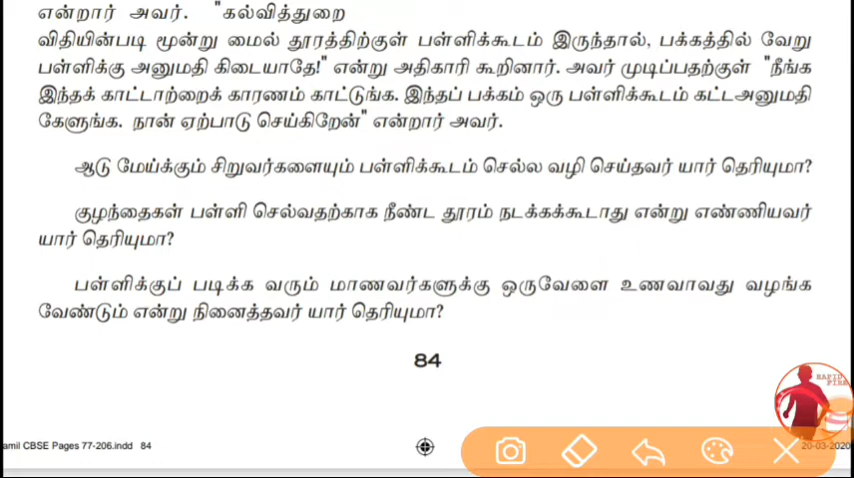 என்றார் அவர். "கல்வித்துறை
விதியின்படி மூன்று மைல் தூரத்திற்குள் பள்ளிக்கூடம் இருந்தால், பக்கத்தில் வேறு
பள்ளிக்கு அனுமதி கிடையாதே!" என்று அதிகாரி கூறினார். அவர் முடிப்பதற்குள் "நீங்க
இந்தக் காட்டாற்றைக் காரணம் காட்டுங்க. இந்தப் பக்கம் ஒரு பள்ளிக்கூடம் கட்டஅனுமதி
கேளுங்க. நான் ஏற்பாடு செய்கிறேன்" என்றார் அவர்.
ஆடு மேய்க்கும் சிறுவர்களையும் பள்ளிக்கூடம் செல்ல வழி செய்தவர் யார் தெரியுமா?
குழந்தைகள் பள்ளி செல்வதற்காக நீண்ட தூரம் நடக்கக்கூடாது என்று எண்ணியவர்
யார் தெரியுமா?
பள்ளிக்குப் படிக்க வரும் மாணவர்களுக்கு ஒருவேளை உணவாவது வழங்க
வேண்டும் என்று நினைத்தவர் யார் தெரியுமா?
84
RAPID
FIRE
amil CBSE Pages 77-206.indd 84
20-03-2020